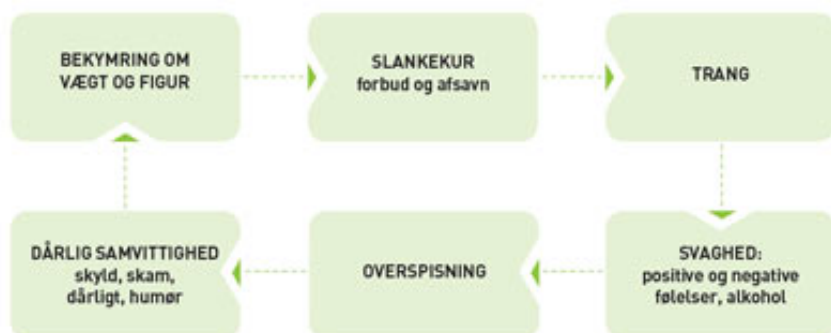 BEKYMRING OM
VÆGT OG FIGUR
SLANKEKUR
forbud og afsavn
TRANG
DÅRLIG SAMVITTIGHED
skyld, skam,
dårligt, humør
OVERSPISNING
SVAGHED:
positive og negative
følelser, alkohol